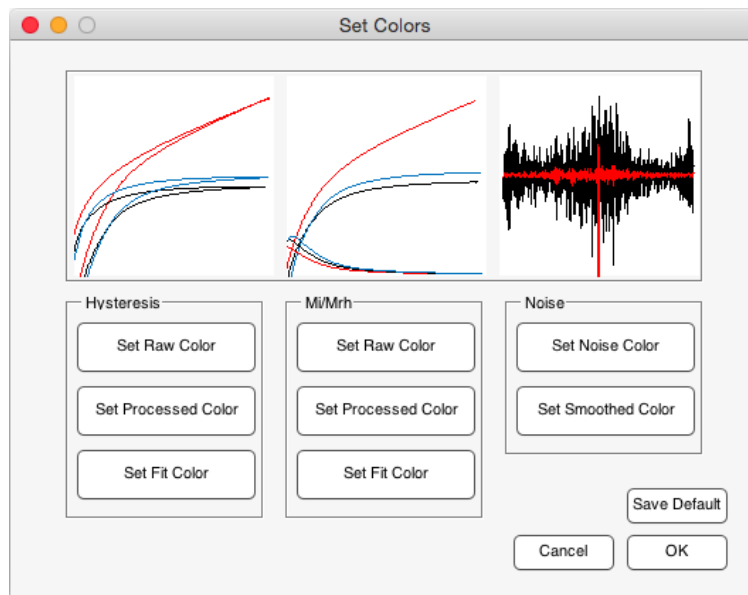 Set Colors
Hysteresis
Set Raw Color
Set Processed Color
Set Fit Color
Mi/Mrh
Set Raw Color
Set Processed Color
Set Fit Color
Noise
Set Noise Color
Set Smoothed Color
Save Default
Cancel
OK